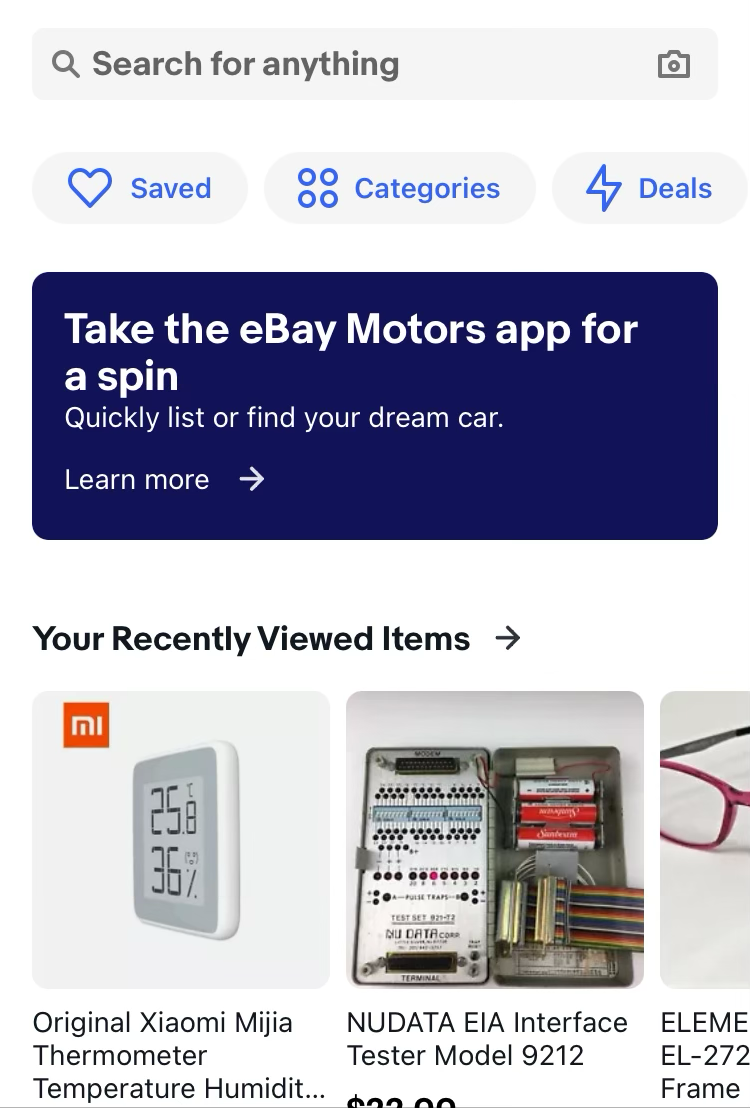 Search for anything
Saved
Categories
Deals
Take the eBay Motors app for
a spin
Quickly list or find your dream car.
Learn more
Your Recently Viewed Items
mi
25.8
℃
36%
MODEM
A—PULSE TRAPS—B
TEST SET 921-T2
NU DATA CORP.
TERMINAL
Sunbeam
Sunbeam
Original Xiaomi Mijia
Thermometer
Temperature Humidit...
NUDATA EIA Interface
Tester Model 9212
ELEME
EL-272
Frame